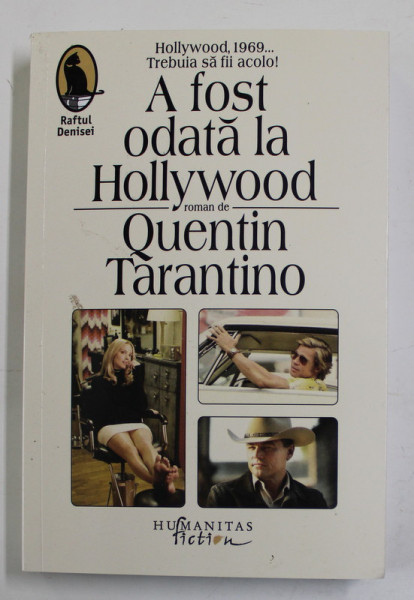 Hollywood, 1969...
Trebuia să fii acolo!
Raftul
Denisei
A fost
odată la
Hollywood
roman de
Quentin
Tarantino
HUMANITAS
fiction